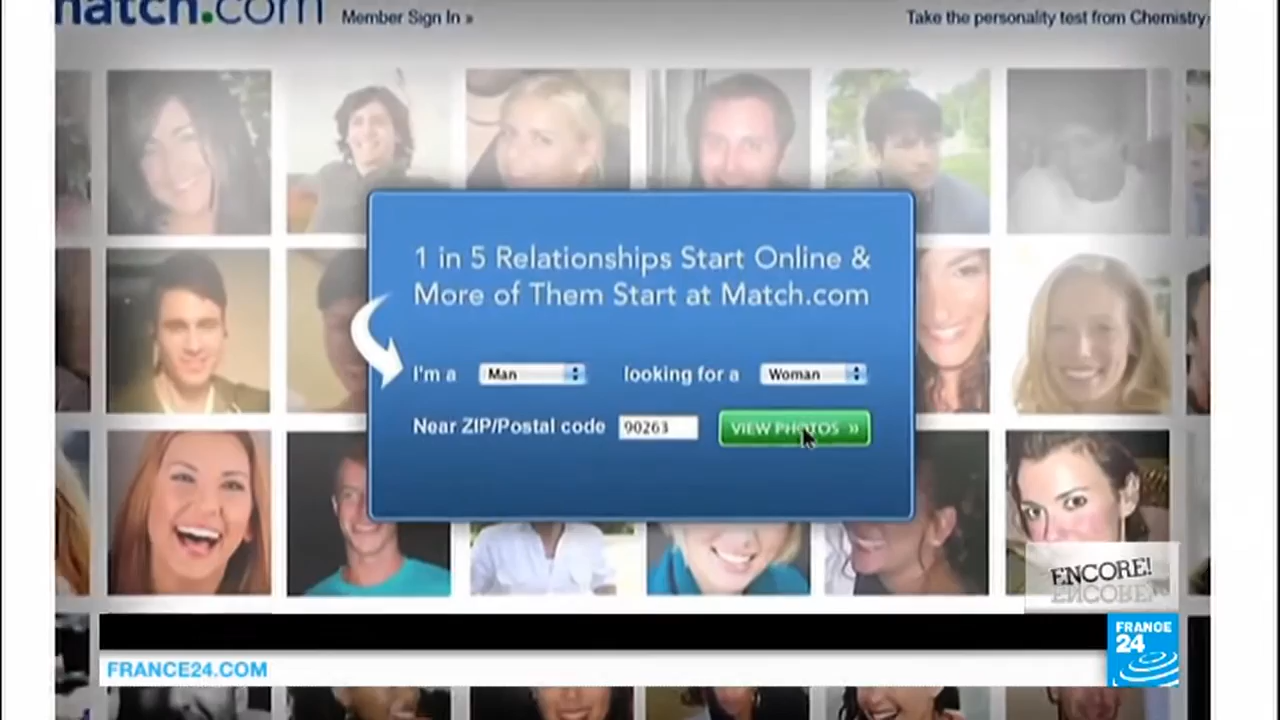 match.com
Member Sign In »
Take the personality test from Chemistry
1 in 5 Relationships Start Online &
More of Them Start at Match.com
I'm a
Man
looking for a
Woman
Near ZIP/Postal code
90263
VIEW PHOTOS »
ENCORE!
FRANCE
24
FRANCE24.COM